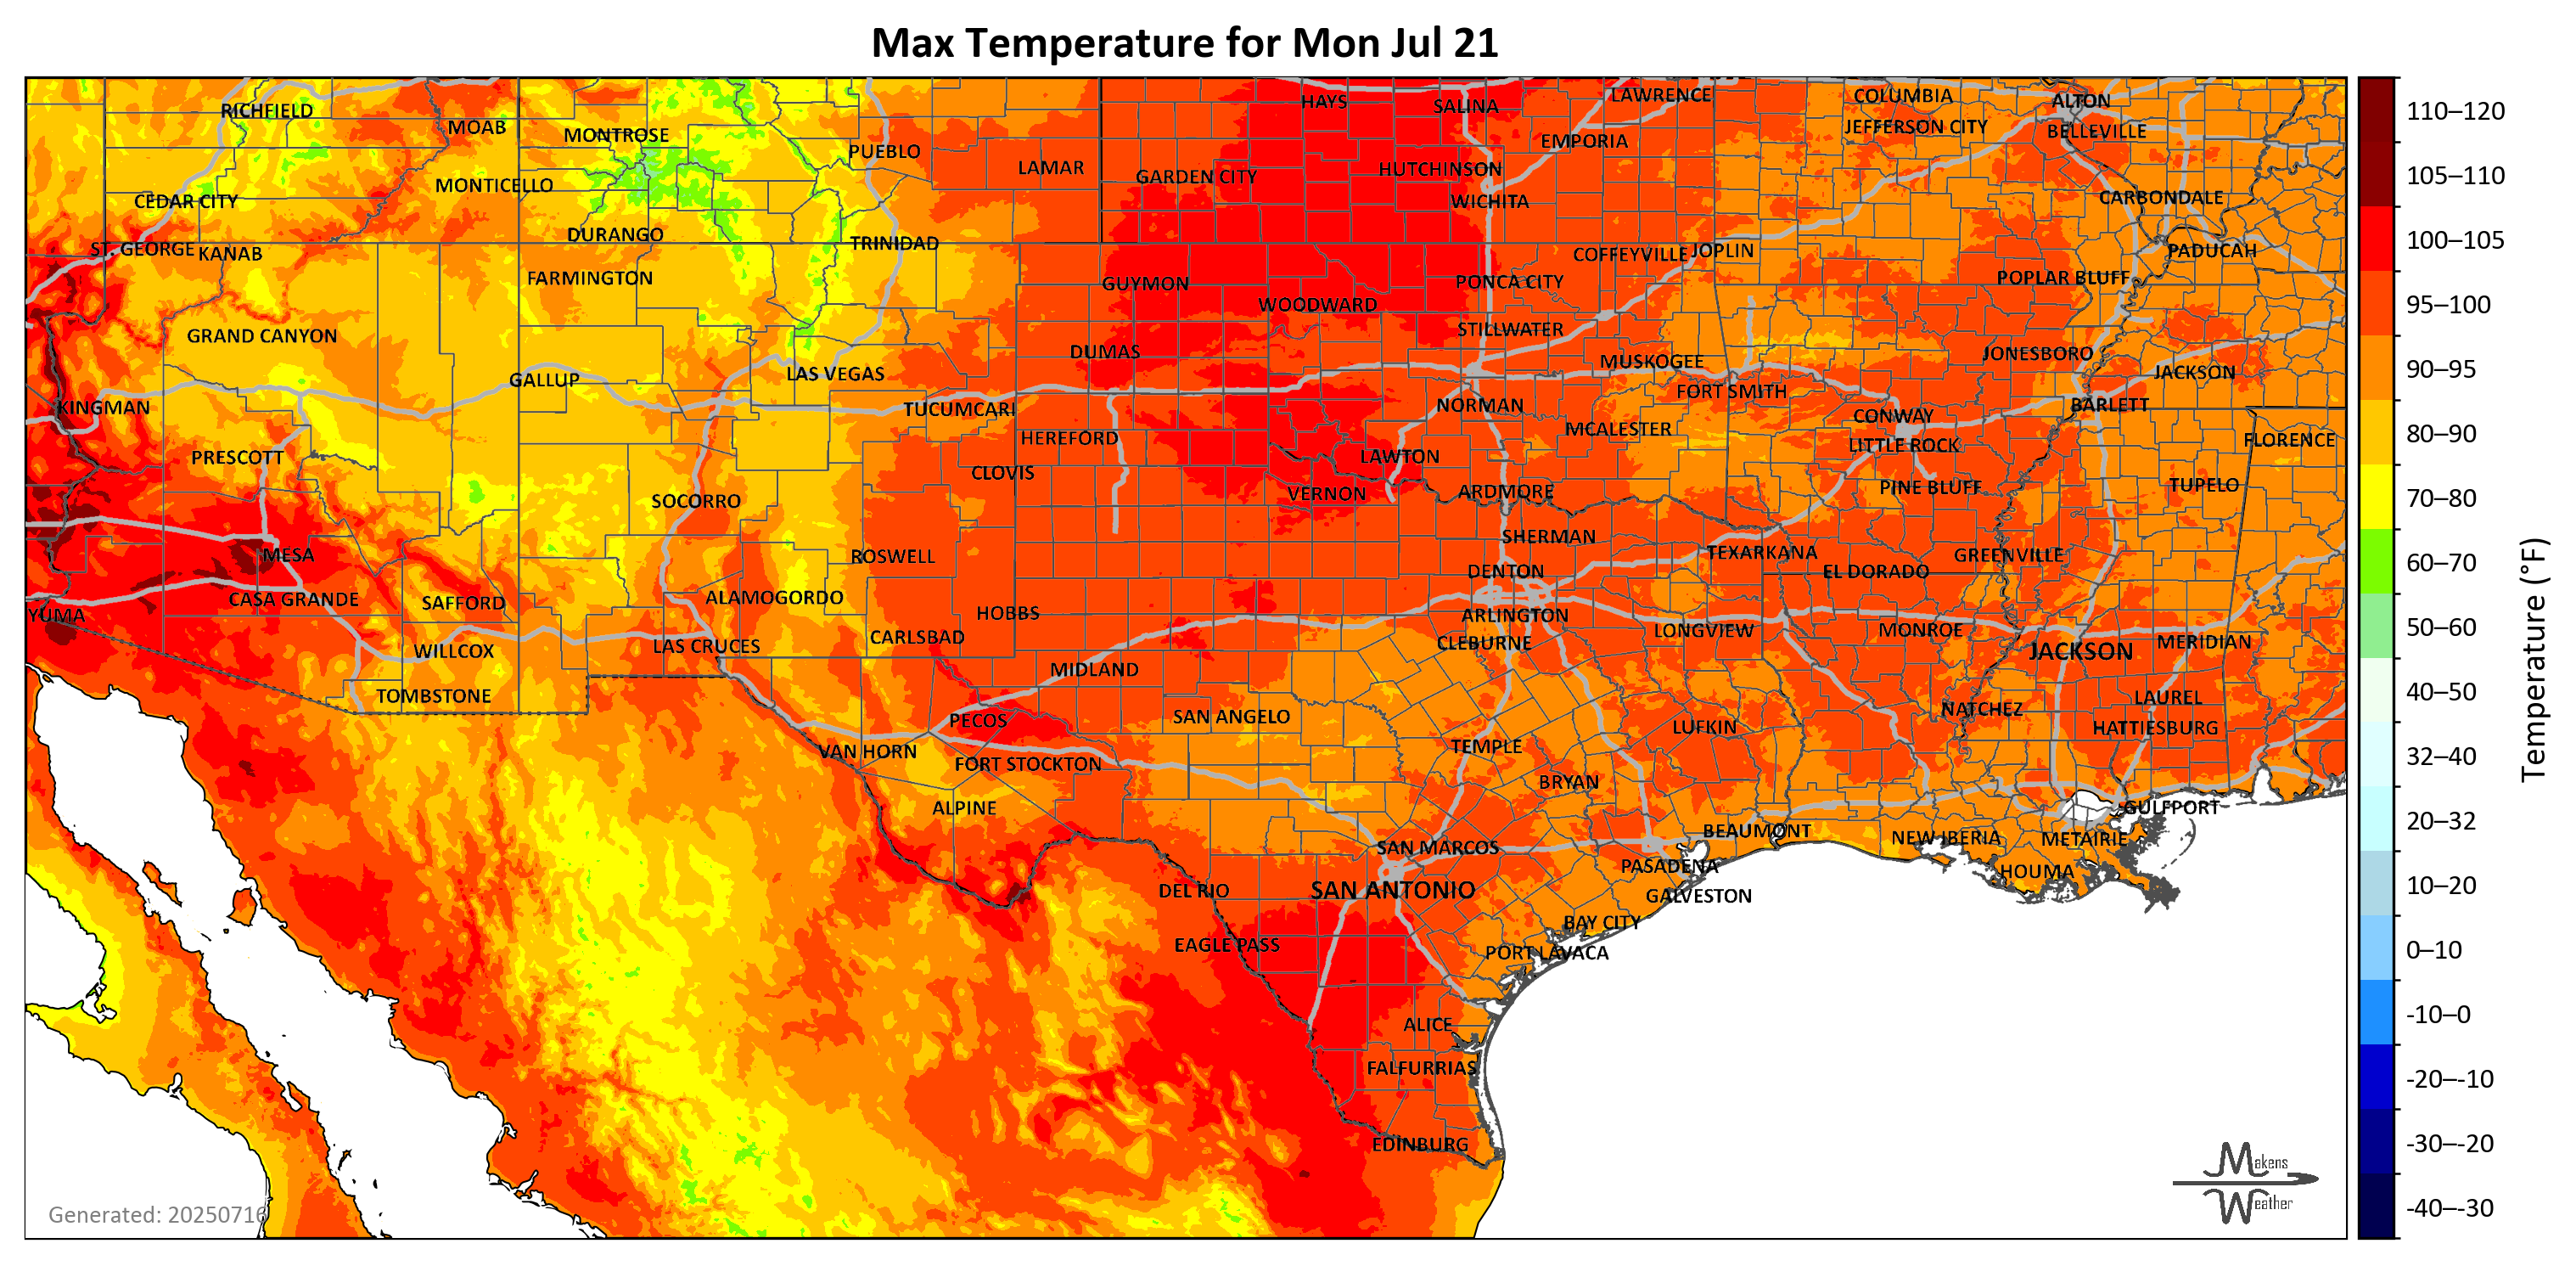 Max Temperature for Mon Jul 21
RICHFIELD
MOAB
MONTROSE
PUEBLO
LAMAR
HAYS
SALINA
LAWRENCE
COLUMBIA
ALTON
GARDEN CITY
HUTCHINSON
EMPORIA
JEFFERSON CITY
BELLEVILLE
CEDAR CITY
MONTICELLO
WICHITA
CARBONDALE
ST. GEORGE
KANAB
DURANGO
TRINIDAD
COFFEYVILLE
JOPLIN
PADUCAH
FARMINGTON
GUYMON
WOODWARD
PONCA CITY
POPLAR BLUFF
GRAND CANYON
DUMAS
STILLWATER
MUSKOGEE
JONESBORO
GALLUP
LAS VEGAS
FORT SMITH
JACKSON
KINGMAN
TUCUMCARI
NORMAN
CONWAY
BARLETT
HEREFORD
MCALESTER
LITTLE ROCK
FLORENCE
PRESCOTT
CLOVIS
LAWTON
SOCORRO
VERNON
ARDMORE
PINE BLUFF
TUPELO
MESA
ROSWELL
SHERMAN
TEXARKANA
GREENVILLE
DENTON
EL DORADO
YUMA
CASA GRANDE
SAFFORD
ALAMOGORDO
HOBBS
ARLINGTON
WILLCOX
LAS CRUCES
CARLSBAD
CLEBURNE
LONGVIEW
MONROE
JACKSON
MERIDIAN
TOMBSTONE
MIDLAND
PECOS
SAN ANGELO
LUFKIN
NATCHEZ
LAUREL
HATTIESBURG
VAN HORN
FORT STOCKTON
TEMPLE
BRYAN
ALPINE
GULFPORT
SAN MARCOS
BEAUMONT
NEW IBERIA
METAIRIE
PASADENA
HOUMA
DEL RIO
SAN ANTONIO
GALVESTON
EAGLE PASS
BAY CITY
PORT LAVACA
ALICE
FALFURRIAS
EDINBURG
Generated: 20250716
Makens
Weather
110–120
105–110
100–105
95–100
90–95
80–90
70–80
60–70
50–60
40–50
32–40
20–32
10–20
0–10
-10–0
-20–-10
-30–-20
-40–-30
Temperature (°F)